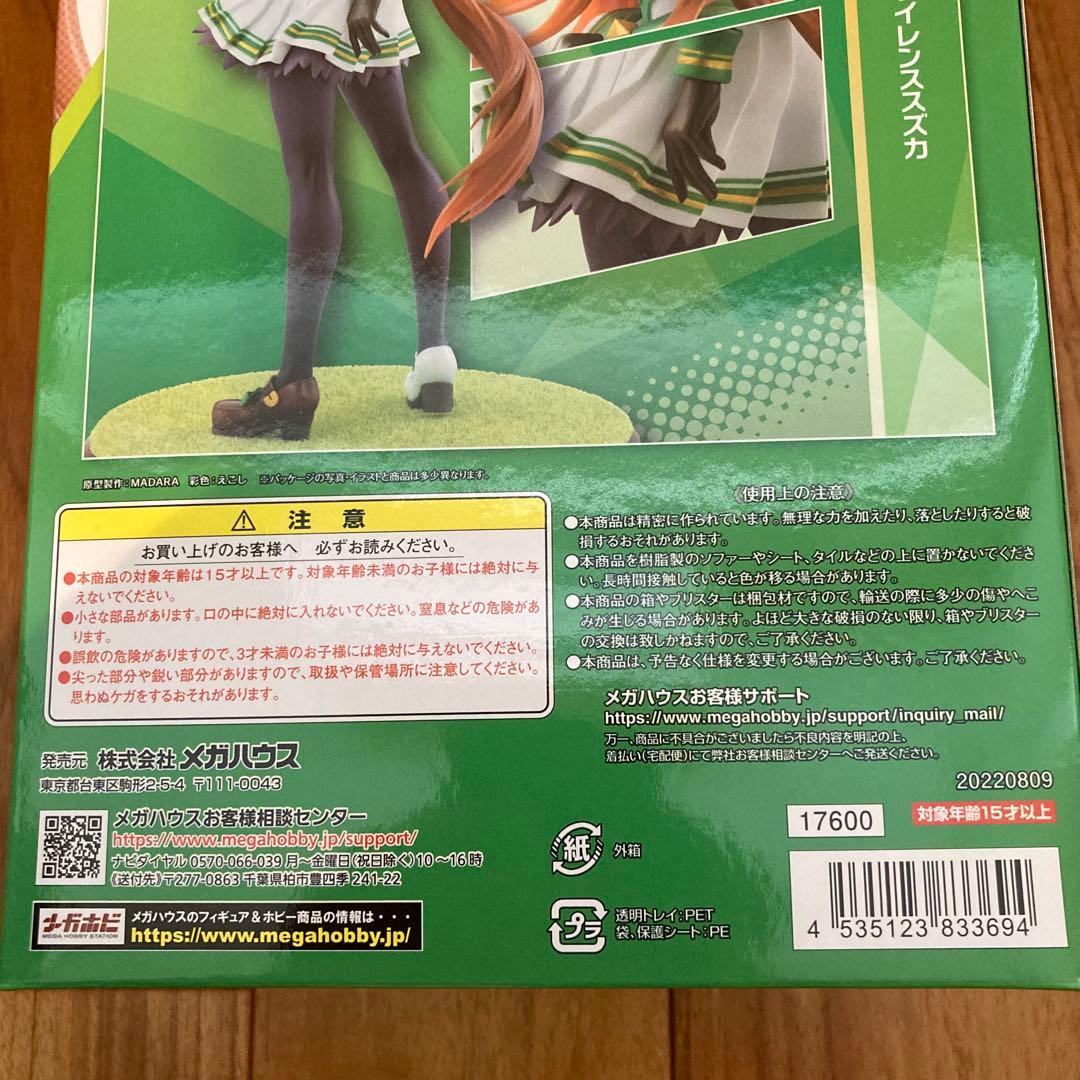 イレンススズカ
原型製作:MADARA 彩色:えこし ※パッケージの写真・イラストと商品は多少異なります。
⚠ 注意
お買い上げのお客様へ 必ずお読みください。
●本商品の対象年齢は15才以上です。対象年齢未満のお子様には絶対に与
えないでください。
●小さな部品があります。口の中に絶対に入れないでください。窒息などの危険があ
ります。
●誤飲の危険がありますので、3才未満のお子様には絶対に与えないでください。
●尖った部分や鋭い部分がありますので、取扱や保管場所に注意してください。
思わぬケガをするおそれがあります。
発売元 株式会社メガハウス
東京都台東区駒形2-5-4 〒111-0043
メガハウスお客様相談センター
https://www.megahobby.jp/support/
ナビダイヤル 0570-066-039 月〜金曜日(祝日除く)10〜16時
《送付先》〒277-0863 千葉県柏市豊四季241-22
メガホビ
MEGA HOBBY STATION
メガハウスのフィギュア&ホビー商品の情報は・・・
https://www.megahobby.jp/
《使用上の注意》
●本商品は精密に作られています。無理な力を加えたり、落としたりすると破
損するおそれがあります。
●本商品を樹脂製のソファーやシート、タイルなどの上に置かないでくださ
い。長時間接触していると色が移る場合があります。
●本商品の箱やブリスターは梱包材ですので、輸送の際に多少の傷やへこ
みが生じる場合があります。よほど大きな破損のない限り、箱やブリスター
の交換は致しかねますので、ご了承ください。
●本商品は、予告なく仕様を変更する場合がございます。ご了承ください。
メガハウスお客様サポート
https://www.megahobby.jp/support/inquiry_mail/
万一、商品に不具合がございましたら不良内容を明記の上、
着払い(宅配便)にて弊社お客様相談センターへご発送ください。
20220809
17600
対象年齢15才以上
紙 外箱
プラ
透明トレイ:PET
袋、保護シート:PE
4 535123 833694